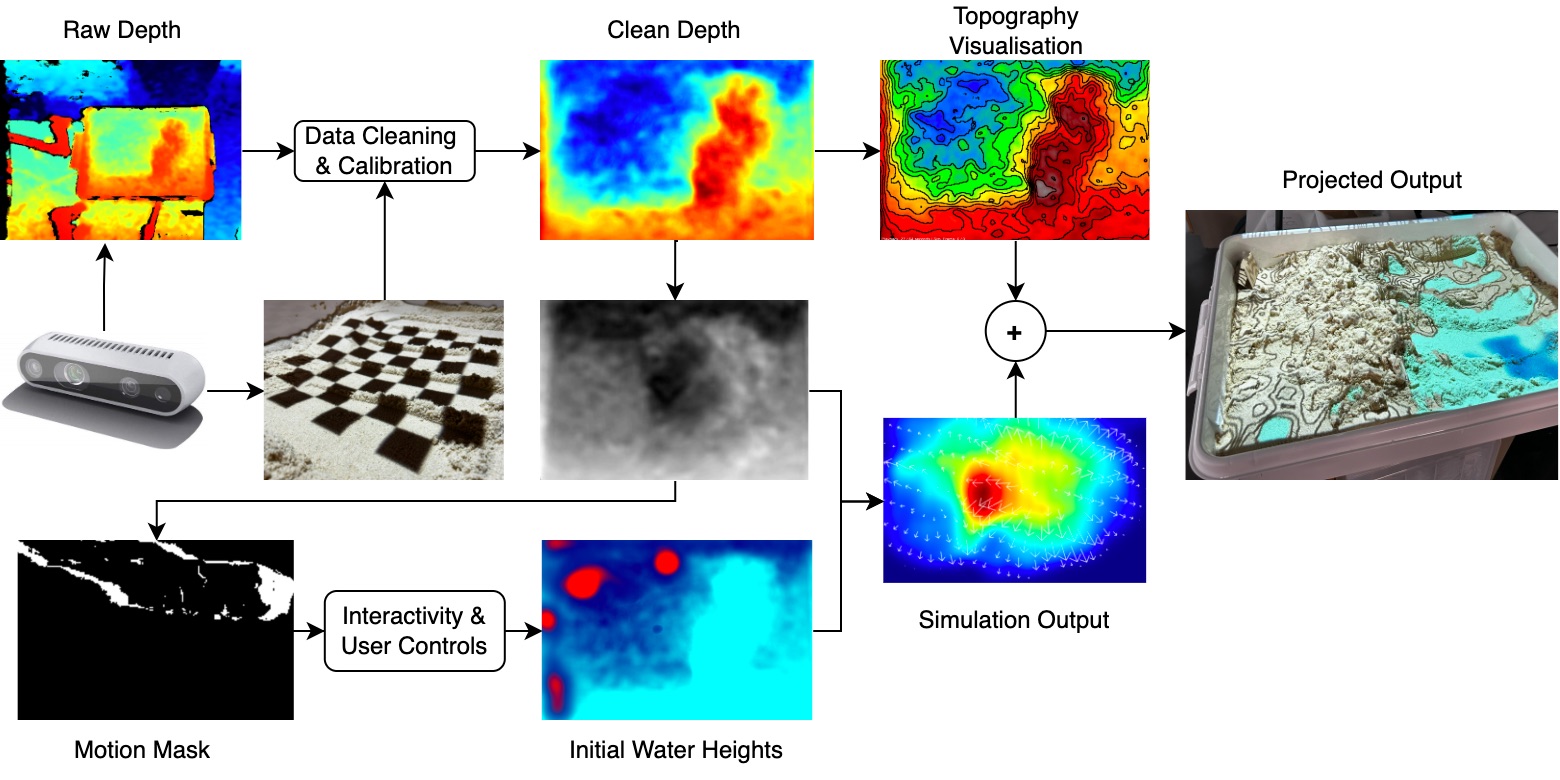 Raw Depth
Clean Depth
Topography
Visualisation
Data Cleaning
& Calibration
Projected Output
+
Simulation Output
Interactivity &
User Controls
Motion Mask
Initial Water Heights